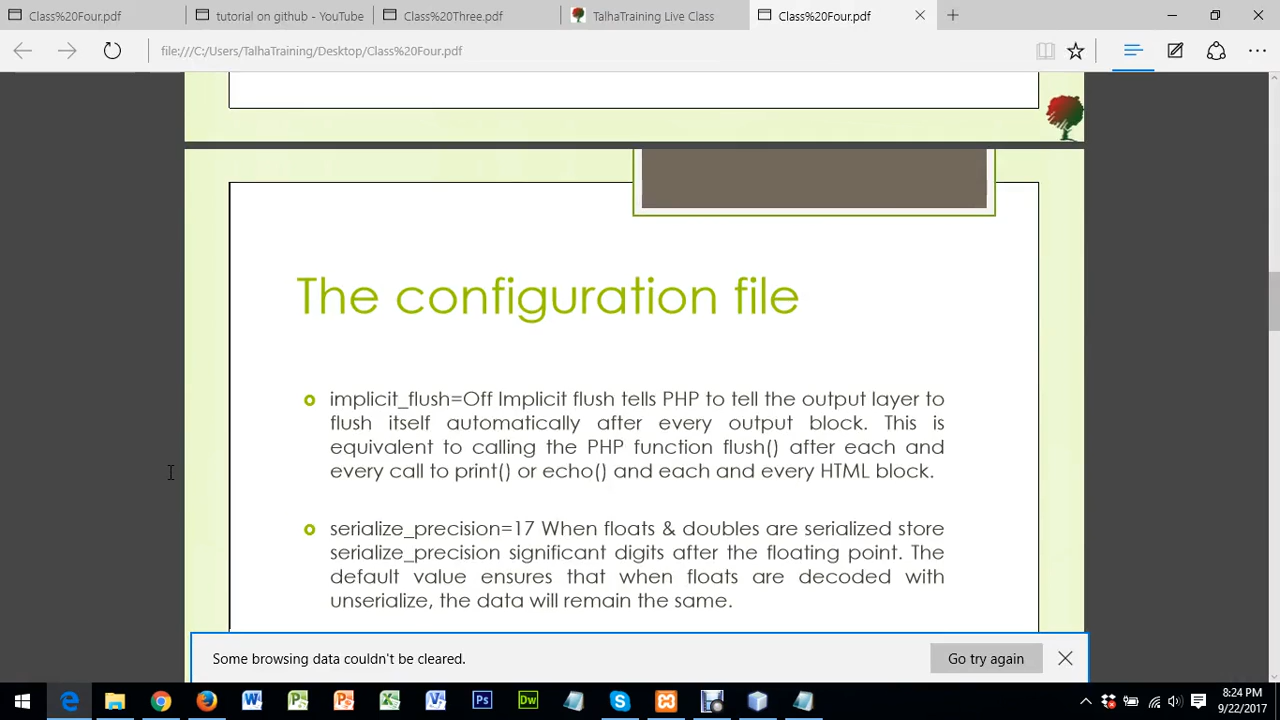 Class%20Four.pdf
tutorial on github - YouTube
Class%20Three.pdf
TalhaTraining Live Class
Class%20Four.pdf
file:///C:/Users/TalhaTraining/Desktop/Class%20Four.pdf
The configuration file
implicit_flush=Off Implicit flush tells PHP to tell the output layer to
flush itself automatically after every output block. This is
equivalent to calling the PHP function flush() after each and
every call to print() or echo() and each and every HTML block.
serialize_precision=17 When floats & doubles are serialized store
serialize_precision significant digits after the floating point. The
default value ensures that when floats are decoded with
unserialize, the data will remain the same.
Some browsing data couldn't be cleared.
Go try again
8:24 PM
9/22/2017